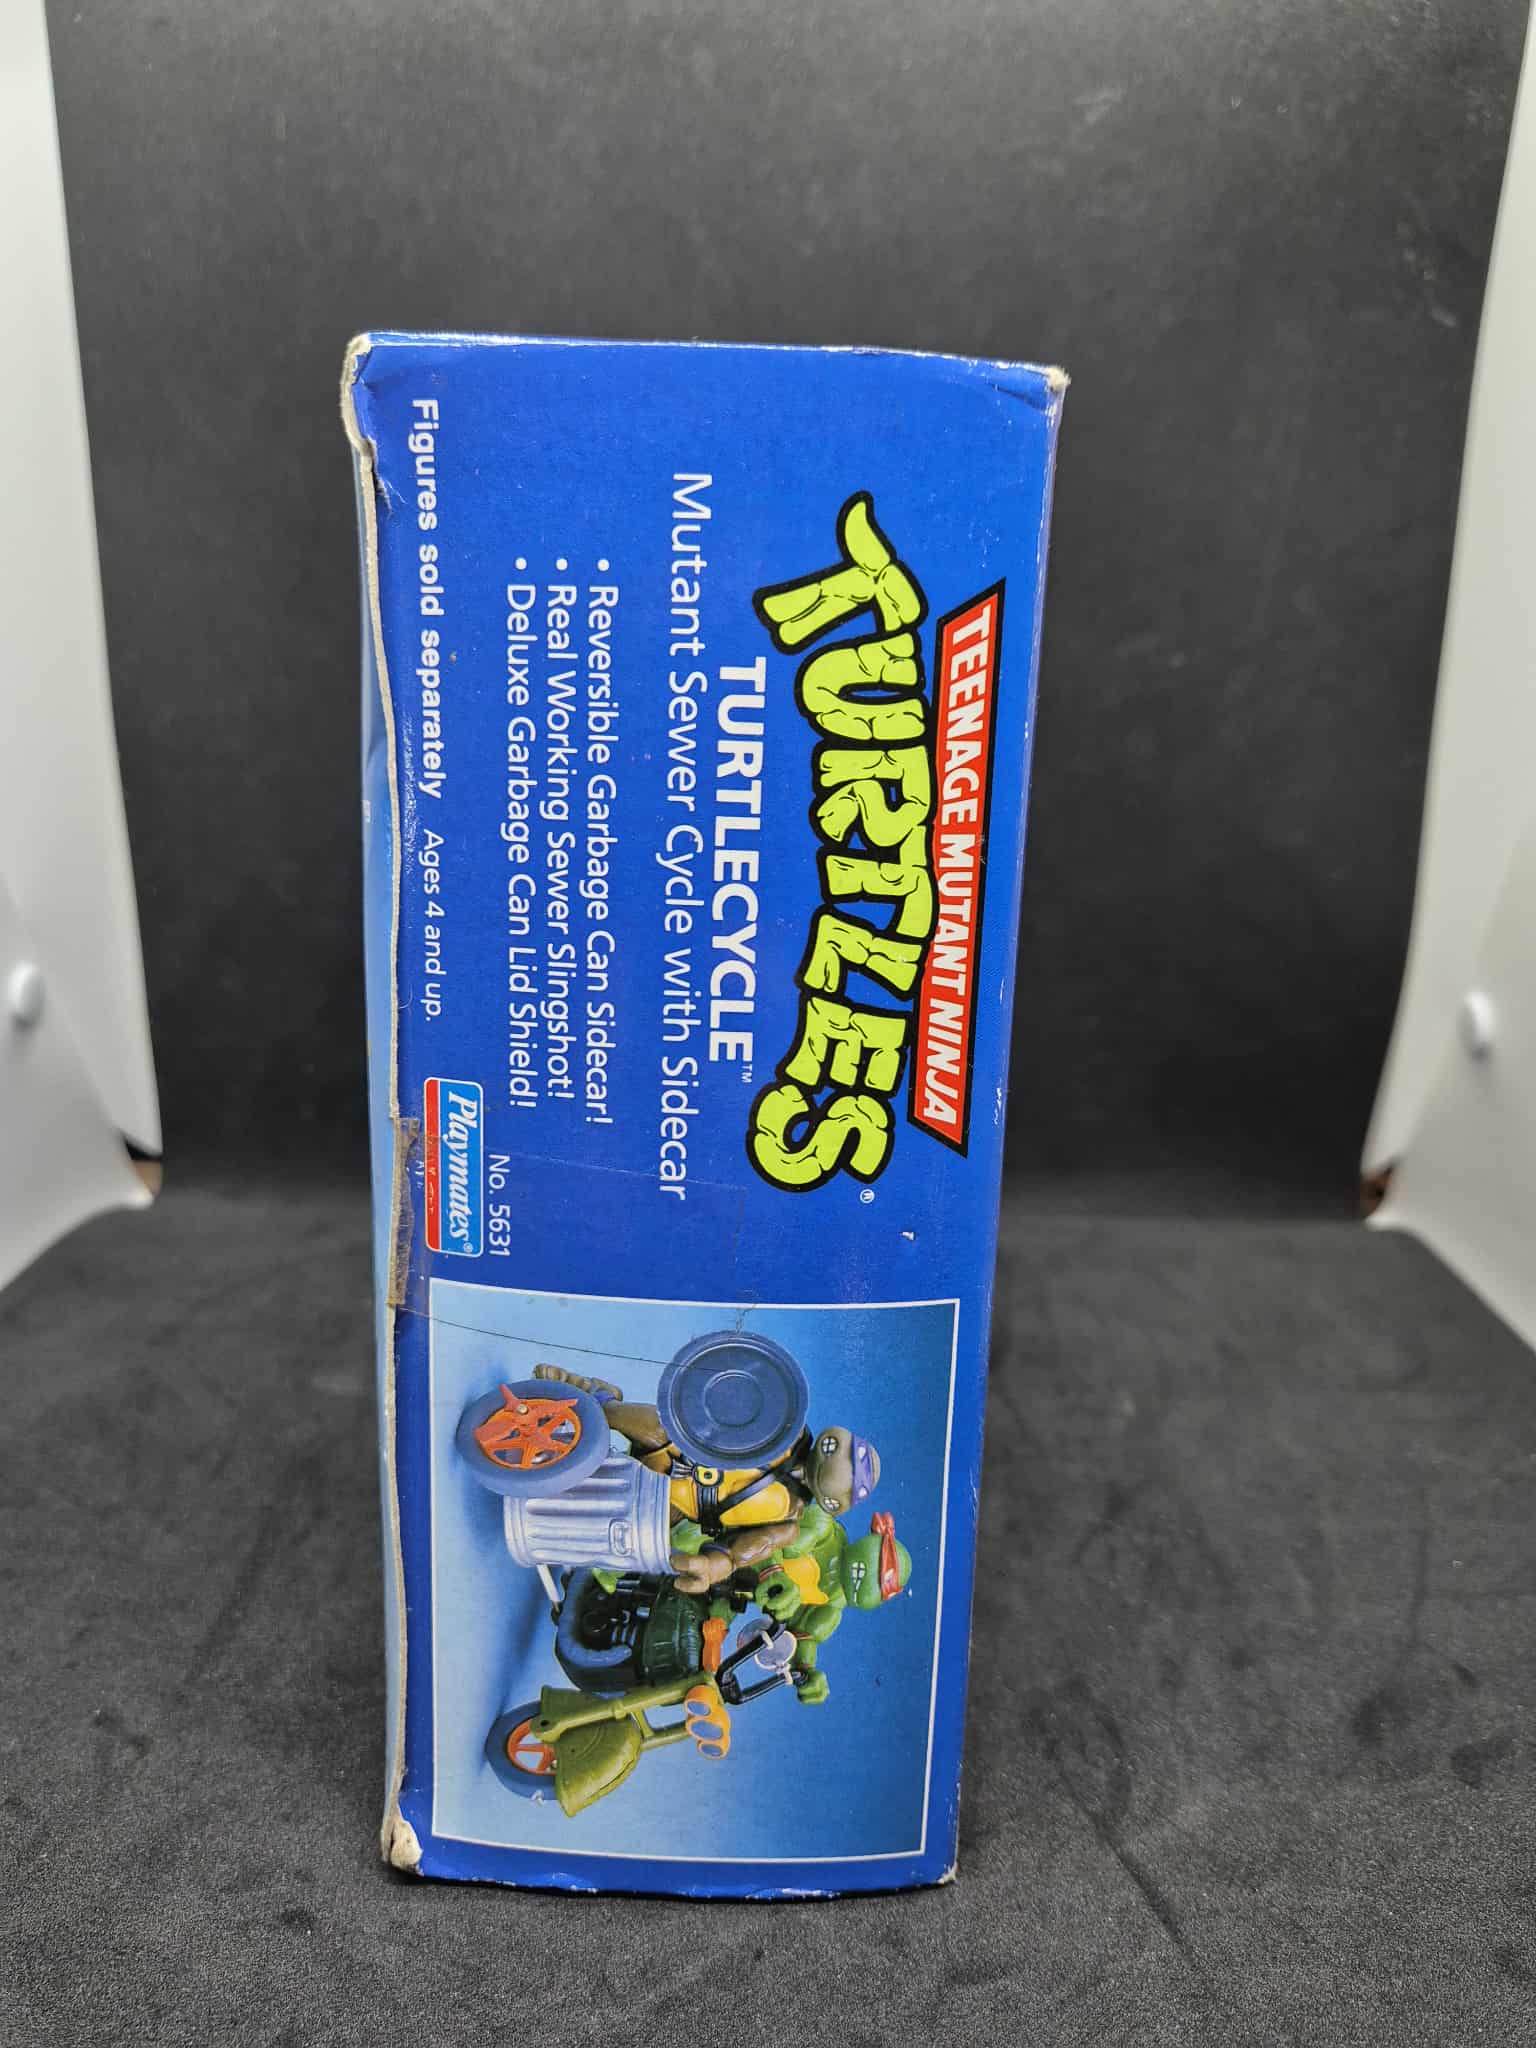 TEENAGE MUTANT NINJA
TURTLES®
TURTLECYCLE™
Mutant Sewer Cycle with Sidecar
• Reversible Garbage Can Sidecar!
• Real Working Sewer Slingshot!
• Deluxe Garbage Can Lid Shield!
No. 5631
Figures sold separately Ages 4 and up.
Playmates®